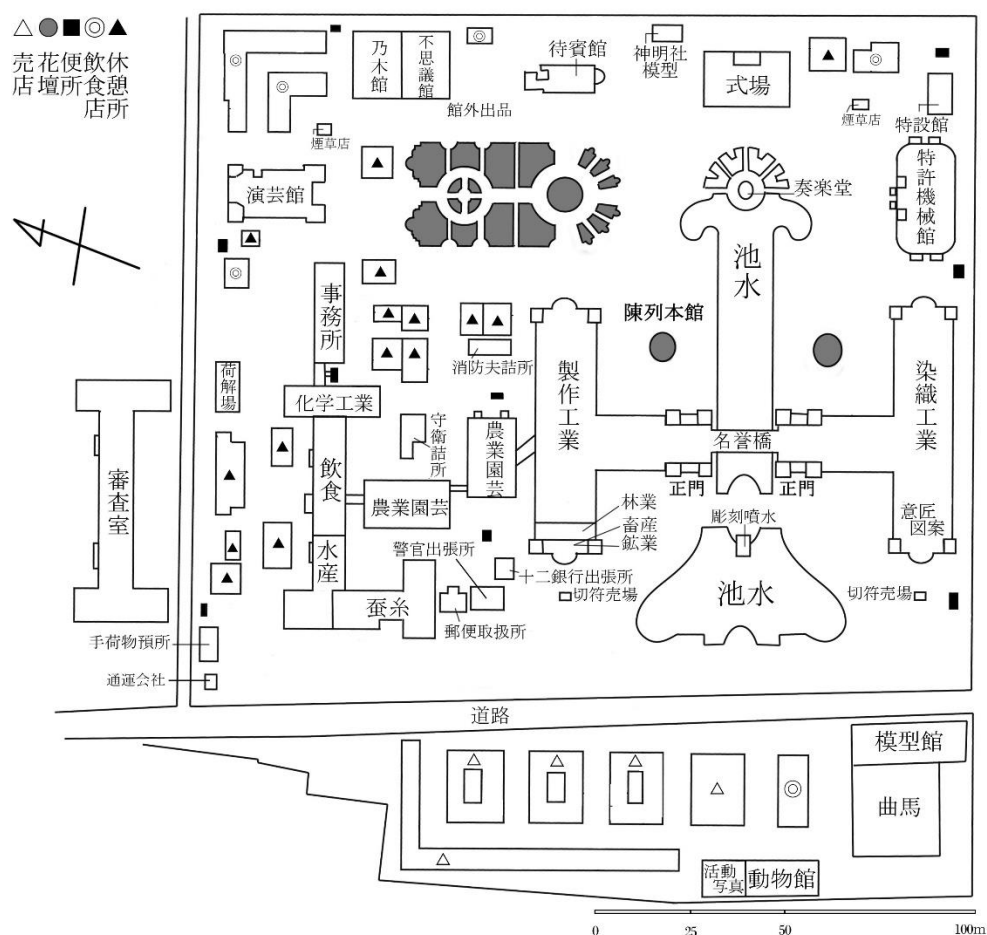 休憩所
飲食店
便所
花壇
売店
乃木館
不思議館
待賓館
神明社
模型
式場
館外出品
煙草店
煙草店
特設館
演芸館
奏楽堂
特許機械館
池水
事務所
陳列本館
消防夫詰所
製作工業
染織工業
荷解場
化学工業
守衛詰所
農業園芸
名誉橋
飲食
農業園芸
正門
正門
審査室
林業
畜産
鉱業
彫刻噴水
意匠
図案
水産
警官出張所
十二銀行出張所
切符売場
池水
切符売場
蚕糸
郵便取扱所
手荷物預所
通運会社
道路
模型館
曲馬
活動
写真
動物館
0 25 50 100m